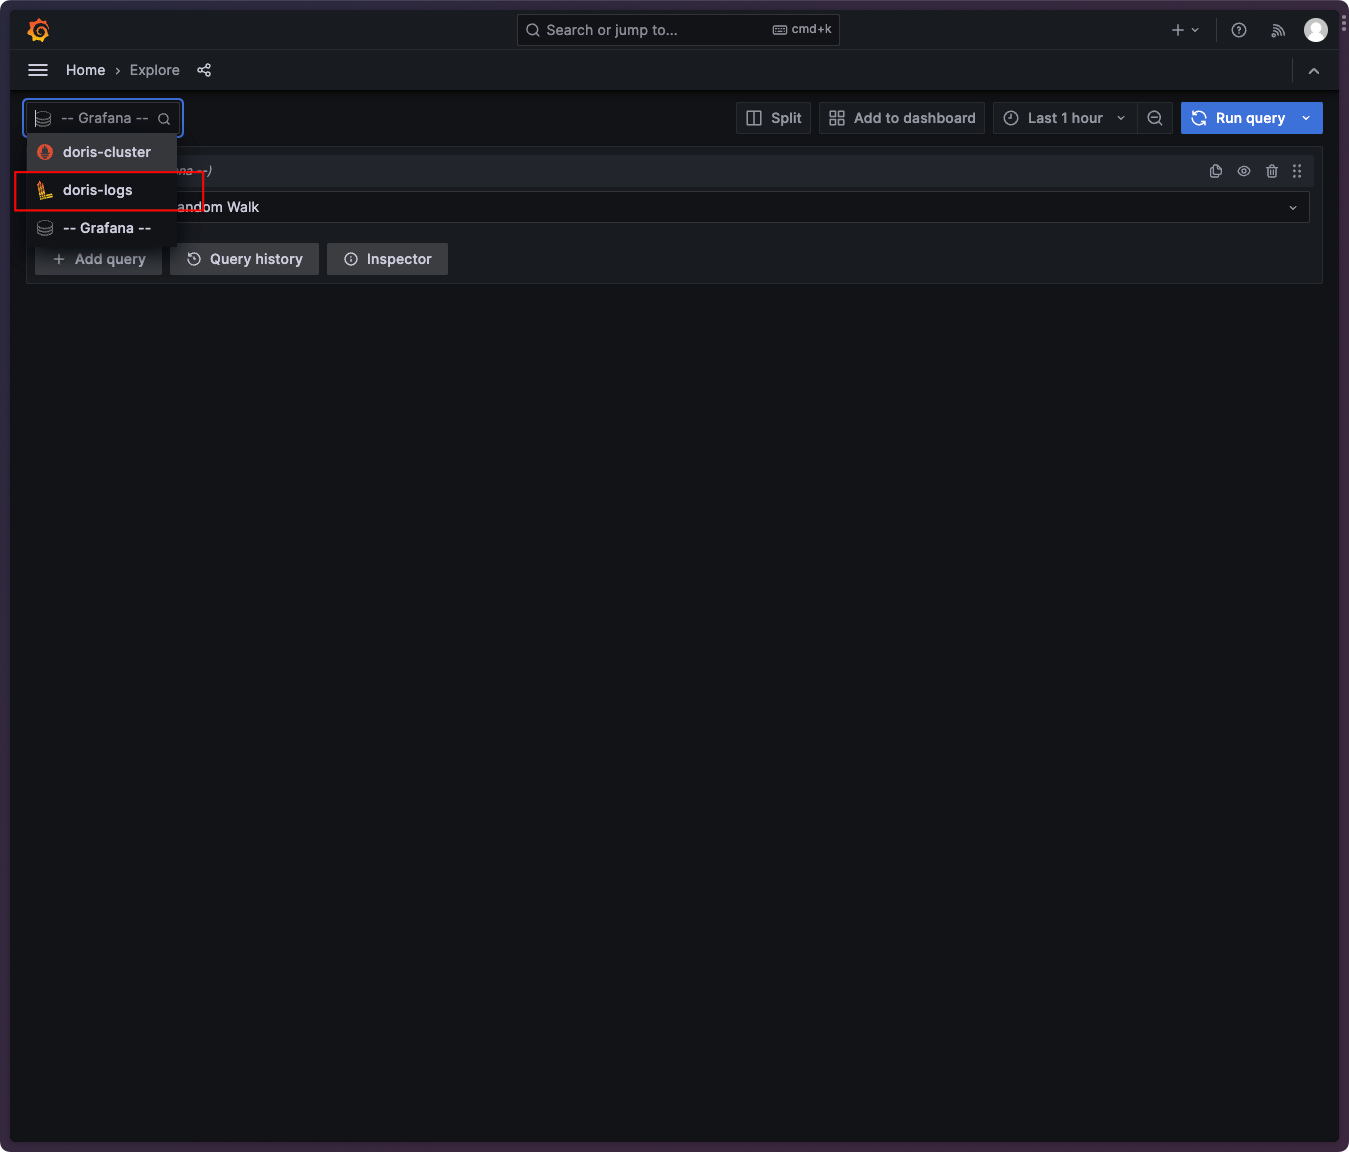 Search or jump to... cmd+k
Home › Explore
-- Grafana -- Split Add to dashboard Last 1 hour Run query
doris-cluster
na --)
doris-logs
andom Walk
-- Grafana --
+ Add query Query history Inspector